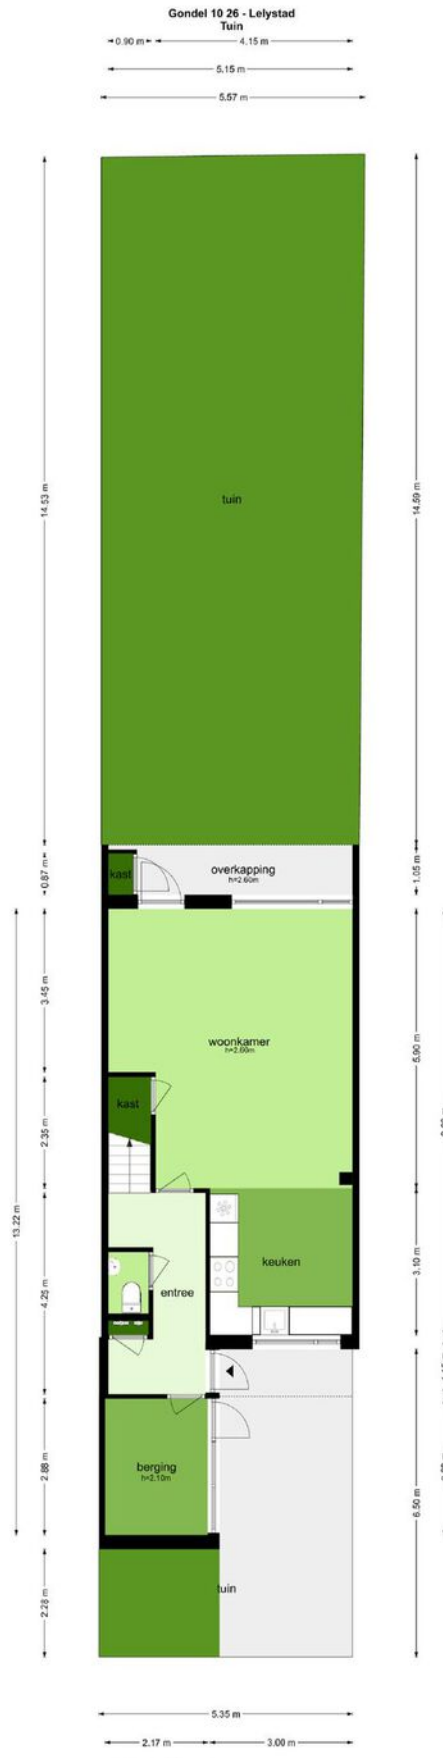 Gondel 10 26 - Lelystad
Tuin
0.90 m
4.15 m
5.15 m
5.57 m
14.53 m
14.59 m
tuin
0.87 m
1.05 m
kast
overkapping
h=2.60m
3.45 m
5.90 m
woonkamer
h=2.60m
kast
2.35 m
13.22 m
3.10 m
keuken
4.25 m
entree
berging
h=2.10m
2.88 m
6.50 m
2.28 m
tuin
5.35 m
2.17 m
3.00 m